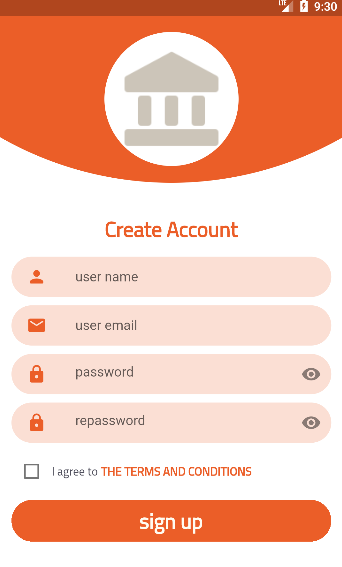 LTE 9:30
Create Account
user name
user email
password
repassword
I agree to THE TERMS AND CONDITIONS
sign up